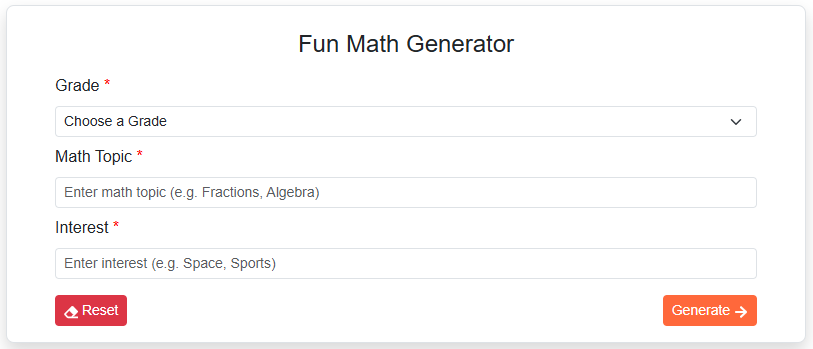 Fun Math Generator
Grade *
Choose a Grade
Math Topic *
Enter math topic (e.g. Fractions, Algebra)
Interest *
Enter interest (e.g. Space, Sports)
Reset
Generate